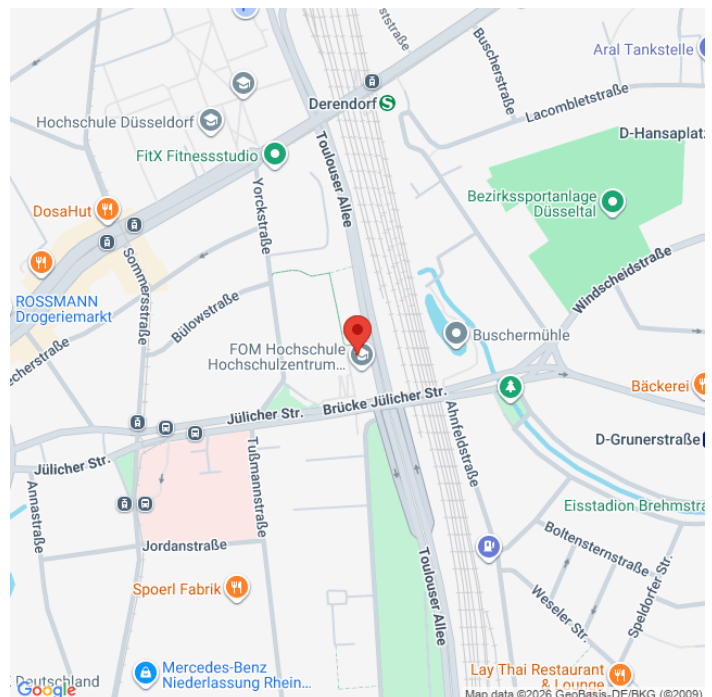 Aral Tankstelle
Buscherstraße
Lacombletstraße
Derendorf
S
Hochschule Düsseldorf
D-Hansaplatz
FitX Fitnessstudio
Toulouser Allee
Yorckstraße
Bezirkssportanlage
Düsseltal
DosaHut
Sommersstraße
Windscheidstraße
ROSSMANN
Drogeriemarkt
Bülowstraße
Buschermühle
FOM Hochschule
Hochschulzentrum...
echerstraße
Bäckerei
Brücke Jülicher Str.
Jülicher Str.
Ahnfeldstraße
D-Grunerstraße
Tußmannstraße
Jülicher Str.
Annastraße
Eisstadion Brehmstra
Boltensternstraße
Jordanstraße
Spoerl Fabrik
Toulouser Allee
Weseler Str.
Speldorfer Str.
Mercedes-Benz
Niederlassung Rhein...
Deutschland
Lay Thai Restaurant
& Lounge
Google
Map data ©2026 GeoBasis-DE/BKG (©2009)